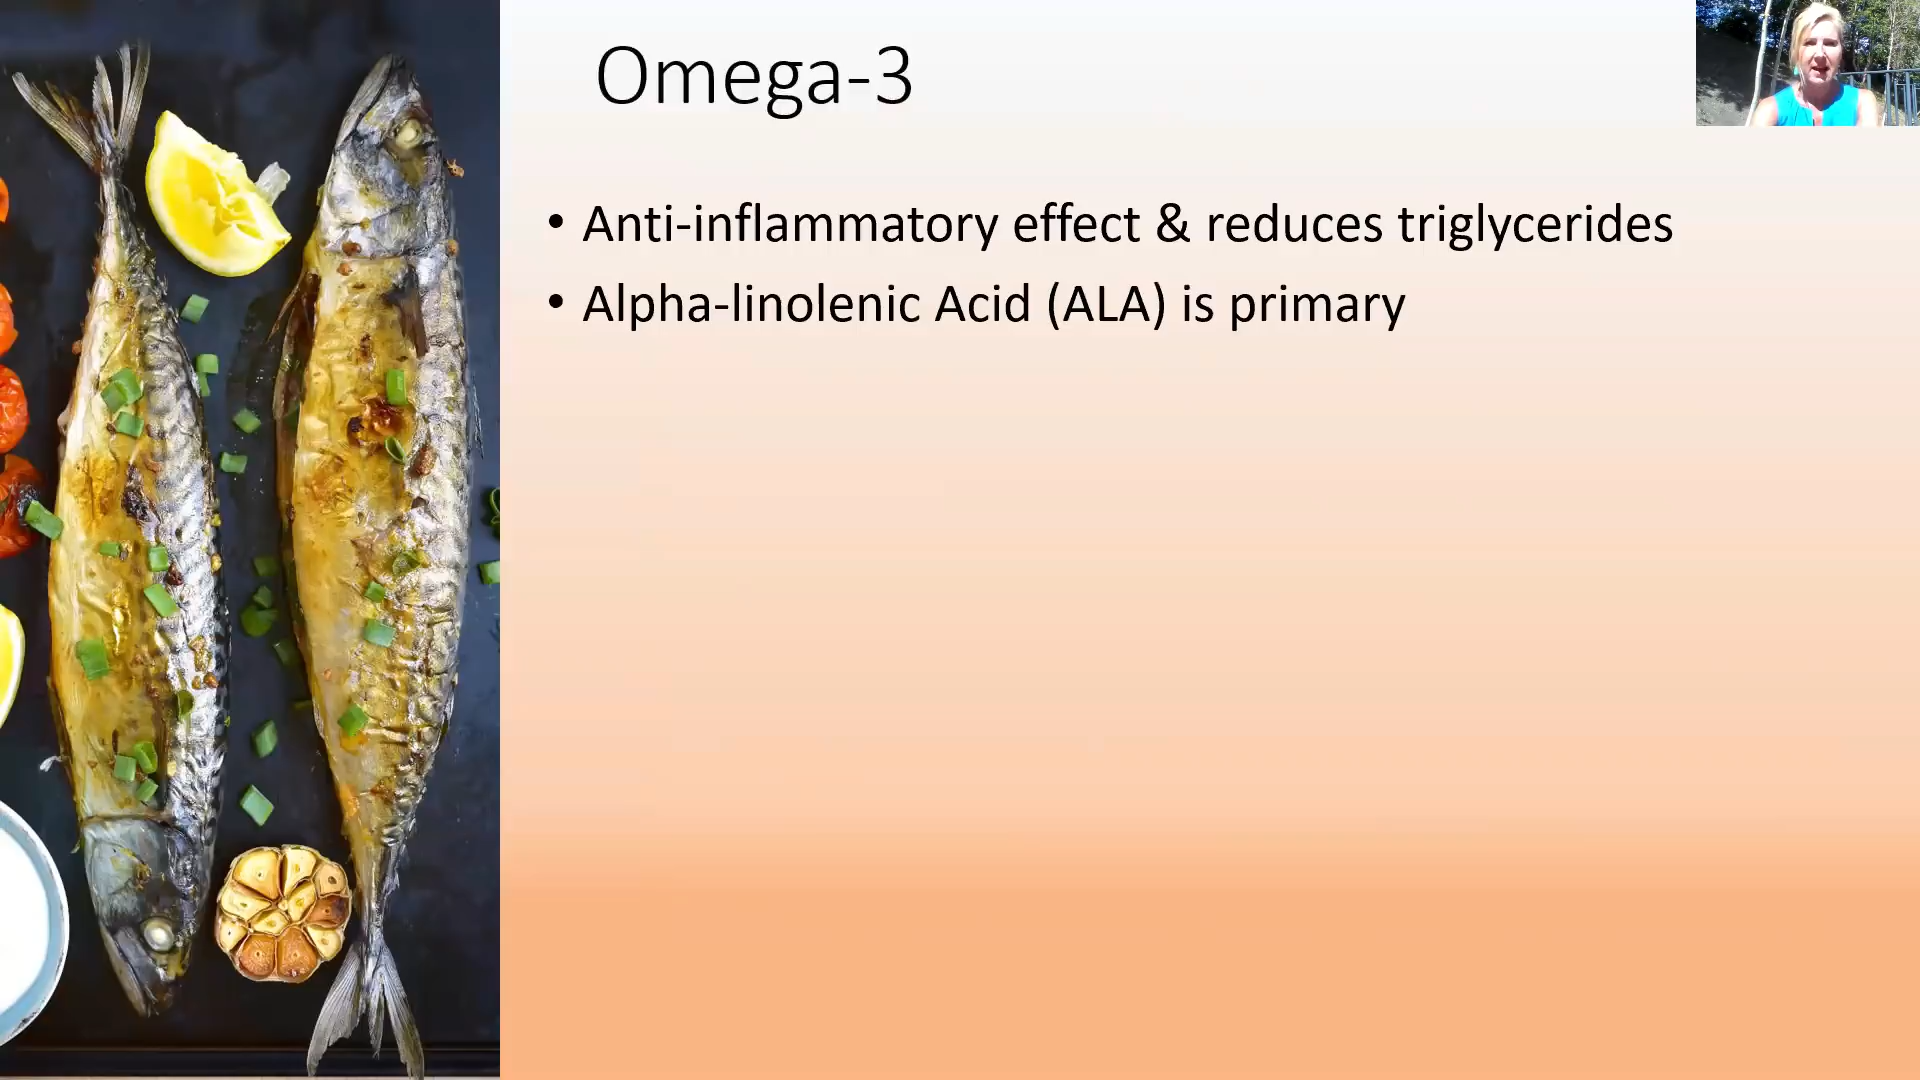 Omega-3
• Anti-inflammatory effect & reduces triglycerides
• Alpha-linolenic Acid (ALA) is primary